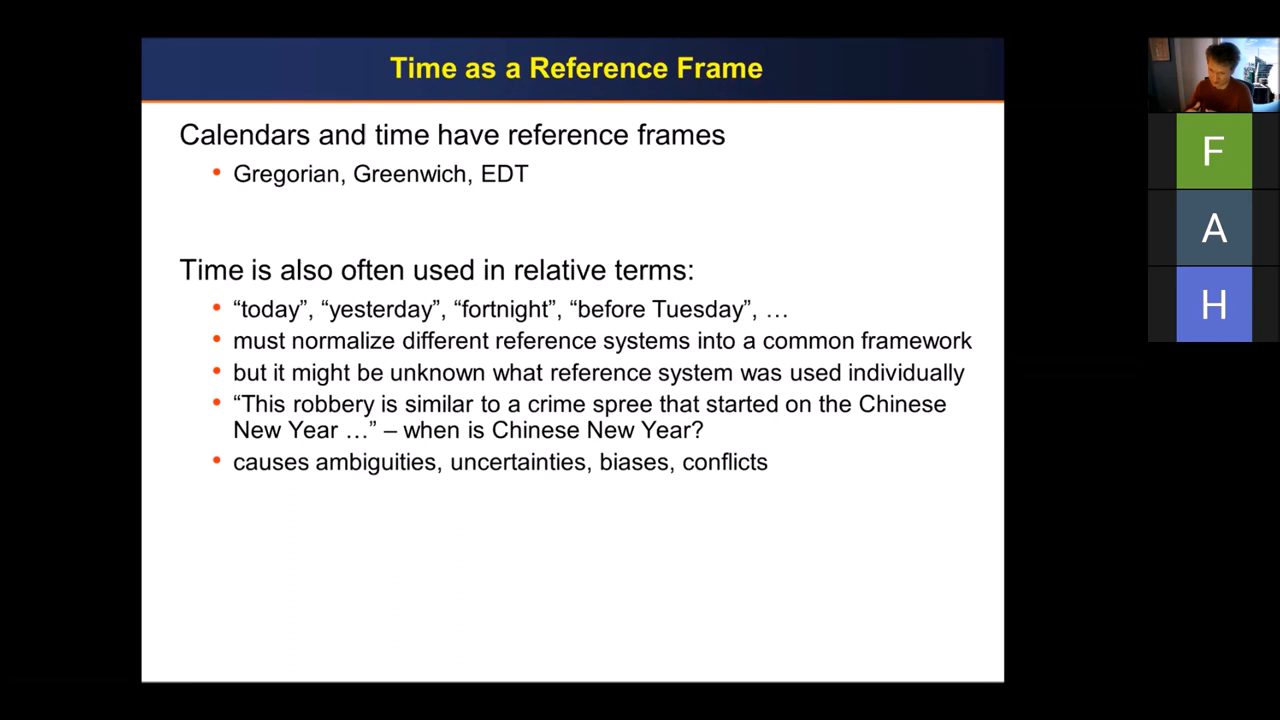 Time as a Reference Frame
Calendars and time have reference frames
• Gregorian, Greenwich, EDT
Time is also often used in relative terms:
• “today”, “yesterday”, “fortnight”, “before Tuesday”, …
• must normalize different reference systems into a common framework
• but it might be unknown what reference system was used individually
• “This robbery is similar to a crime spree that started on the Chinese
New Year …” – when is Chinese New Year?
• causes ambiguities, uncertainties, biases, conflicts
F
A
H